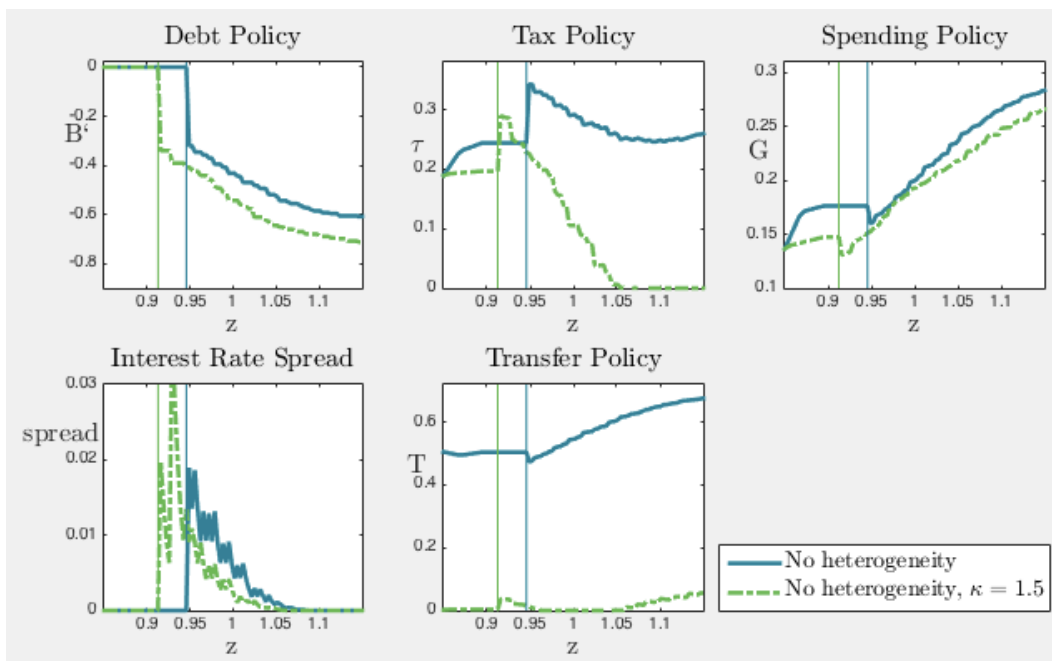 Debt Policy
0
-0.2
B‘
-0.4
-0.6
-0.8
0.9 0.95 1 1.05 1.1
z
Tax Policy
0.3
0.2
τ
0.1
0
0.9 0.95 1 1.05 1.1
z
Spending Policy
0.3
0.25
G
0.2
0.15
0.1
0.9 0.95 1 1.05 1.1
z
Interest Rate Spread
0.03
spread
0.02
0.01
0
0.9 0.95 1 1.05 1.1
z
Transfer Policy
0.6
T
0.4
0.2
0
0.9 0.95 1 1.05 1.1
z
No heterogeneity
No heterogeneity, κ = 1.5